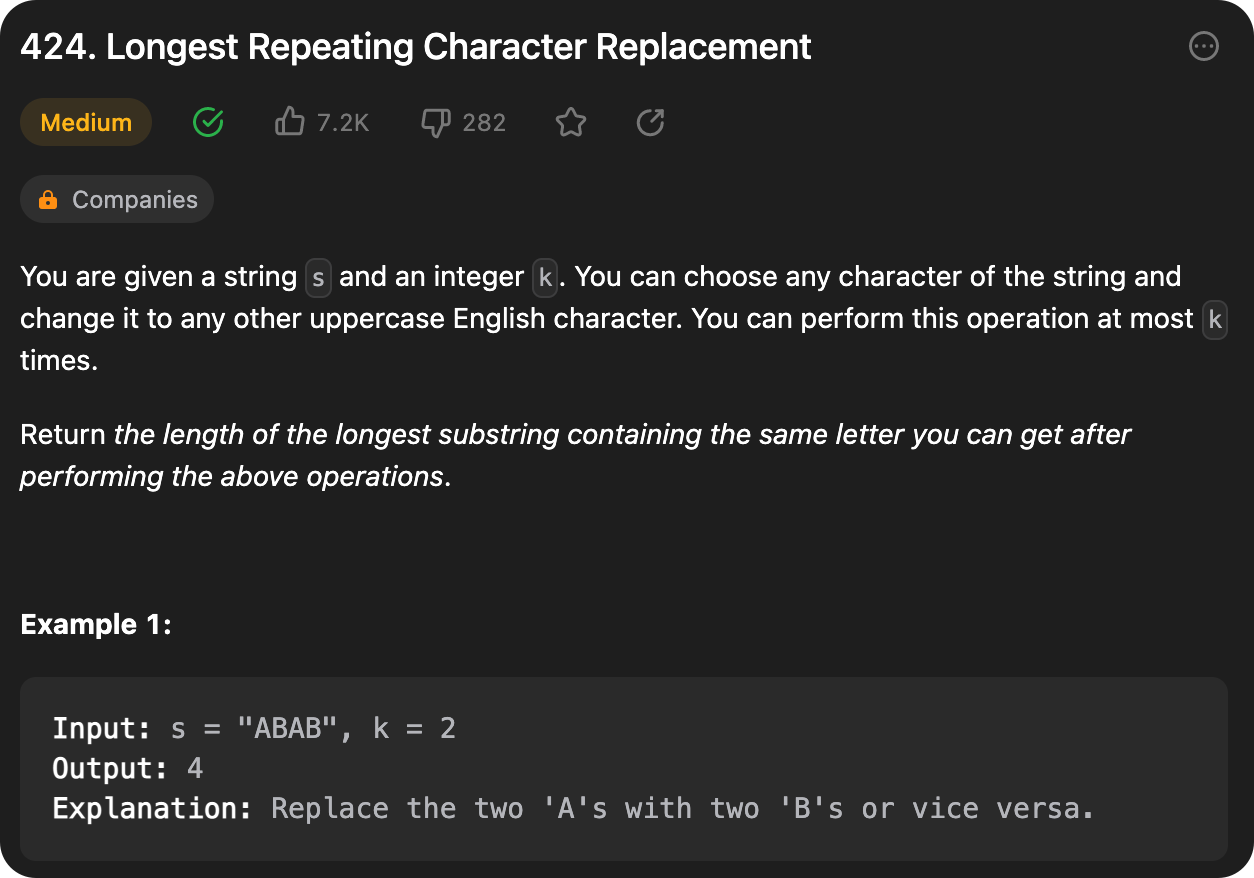 424. Longest Repeating Character Replacement
Medium 7.2K 282
Companies
You are given a string s and an integer k. You can choose any character of the string and
change it to any other uppercase English character. You can perform this operation at most k
times.
Return the length of the longest substring containing the same letter you can get after
performing the above operations.
Example 1:
Input: s = "ABAB", k = 2
Output: 4
Explanation: Replace the two 'A's with two 'B's or vice versa.